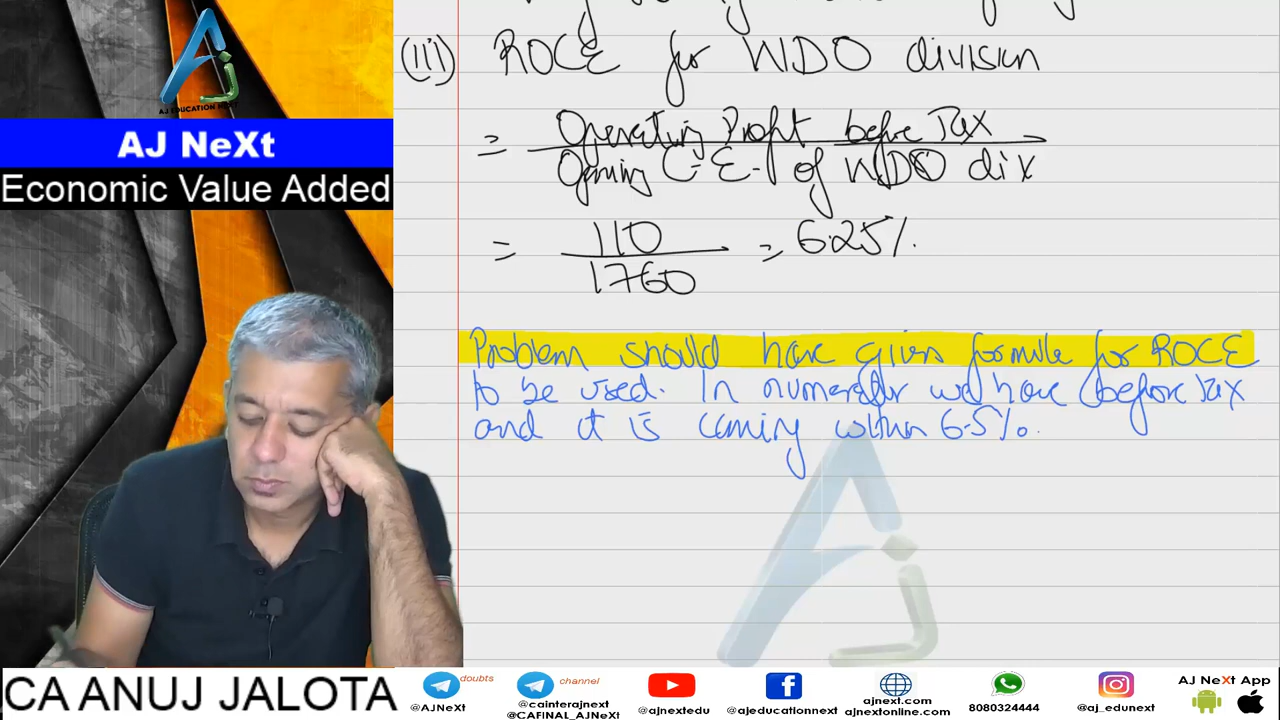 (iii) ROCE for WDO division
= Operating Profit before Tax
Opening C.E. of WDO div
= 110
1760
= 6.25%.
Problem should have given formula for ROCE
to be used. In numerator we have before Tax
and it is coming within 6.5%.
AJ EDUCATION NEXT
AJ NeXt
Economic Value Added
CA ANUJ JALOTA
doubts
@AJNeXt
channel
@cainterajnext
@CAFINAL_AJNeXt
@ajnextedu
@ajeducationnext
ajnext.com
ajnextonline.com
8080324444
@aj_edunext
AJ NeXt App